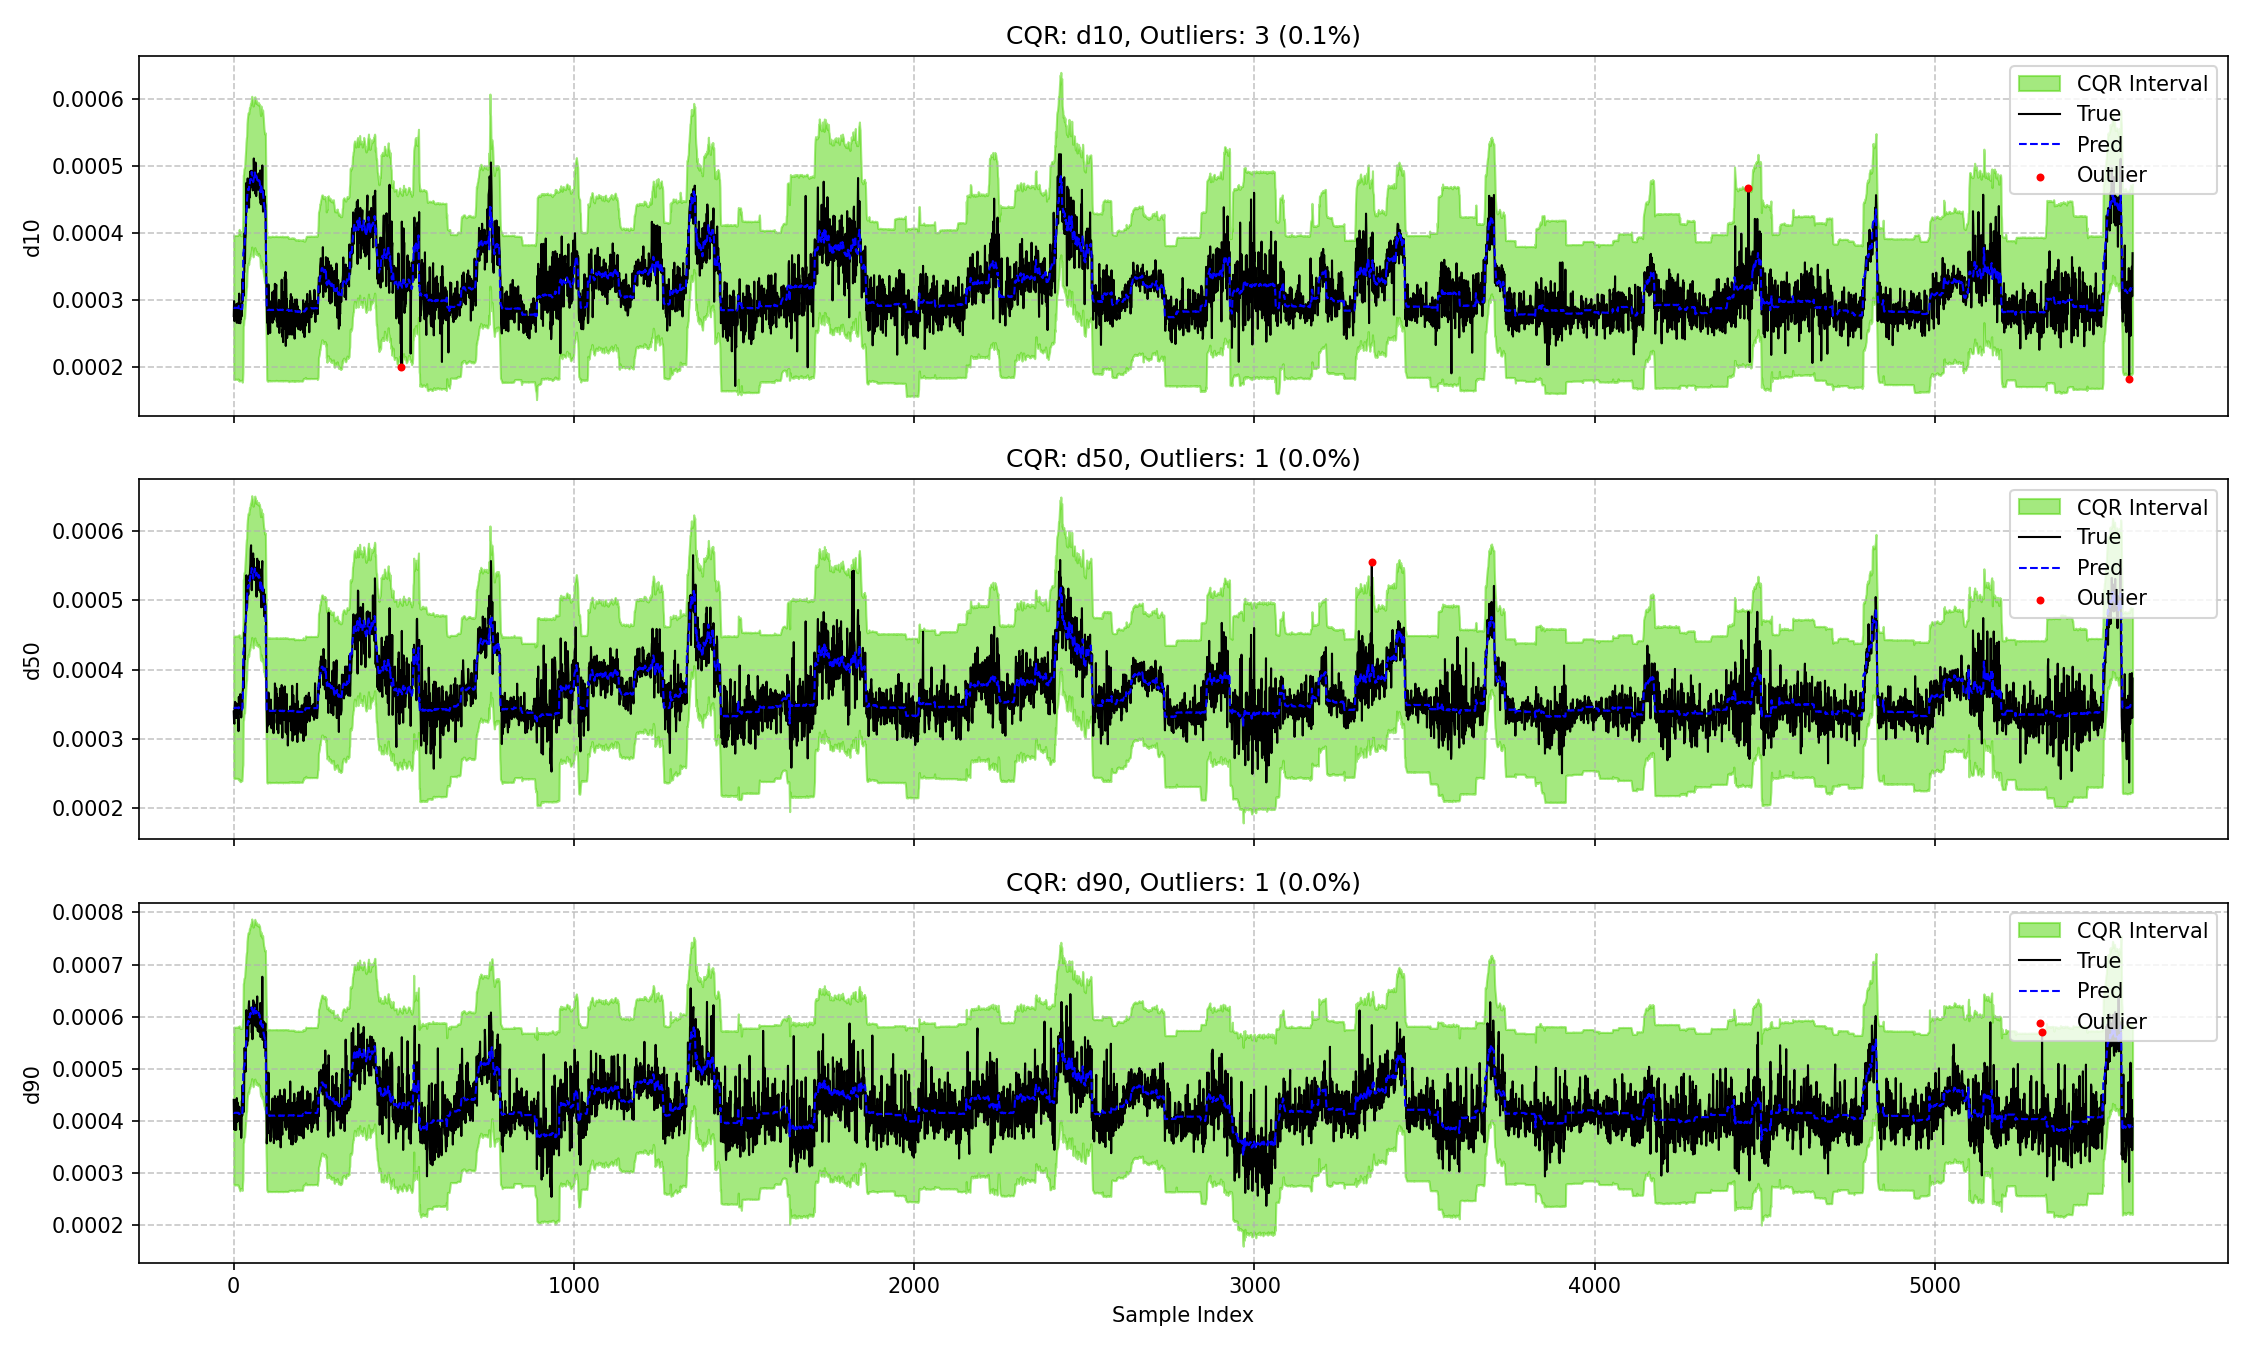 CQR: d10, Outliers: 3 (0.1%)
0.0006
0.0005
0.0004
0.0003
0.0002
d10
CQR Interval
True
Pred
Outlier
CQR: d50, Outliers: 1 (0.0%)
0.0006
0.0005
0.0004
0.0003
0.0002
d50
CQR Interval
True
Pred
Outlier
CQR: d90, Outliers: 1 (0.0%)
0.0008
0.0007
0.0006
0.0005
0.0004
0.0003
0.0002
d90
CQR Interval
True
Pred
Outlier
0 1000 2000 3000 4000 5000
Sample Index